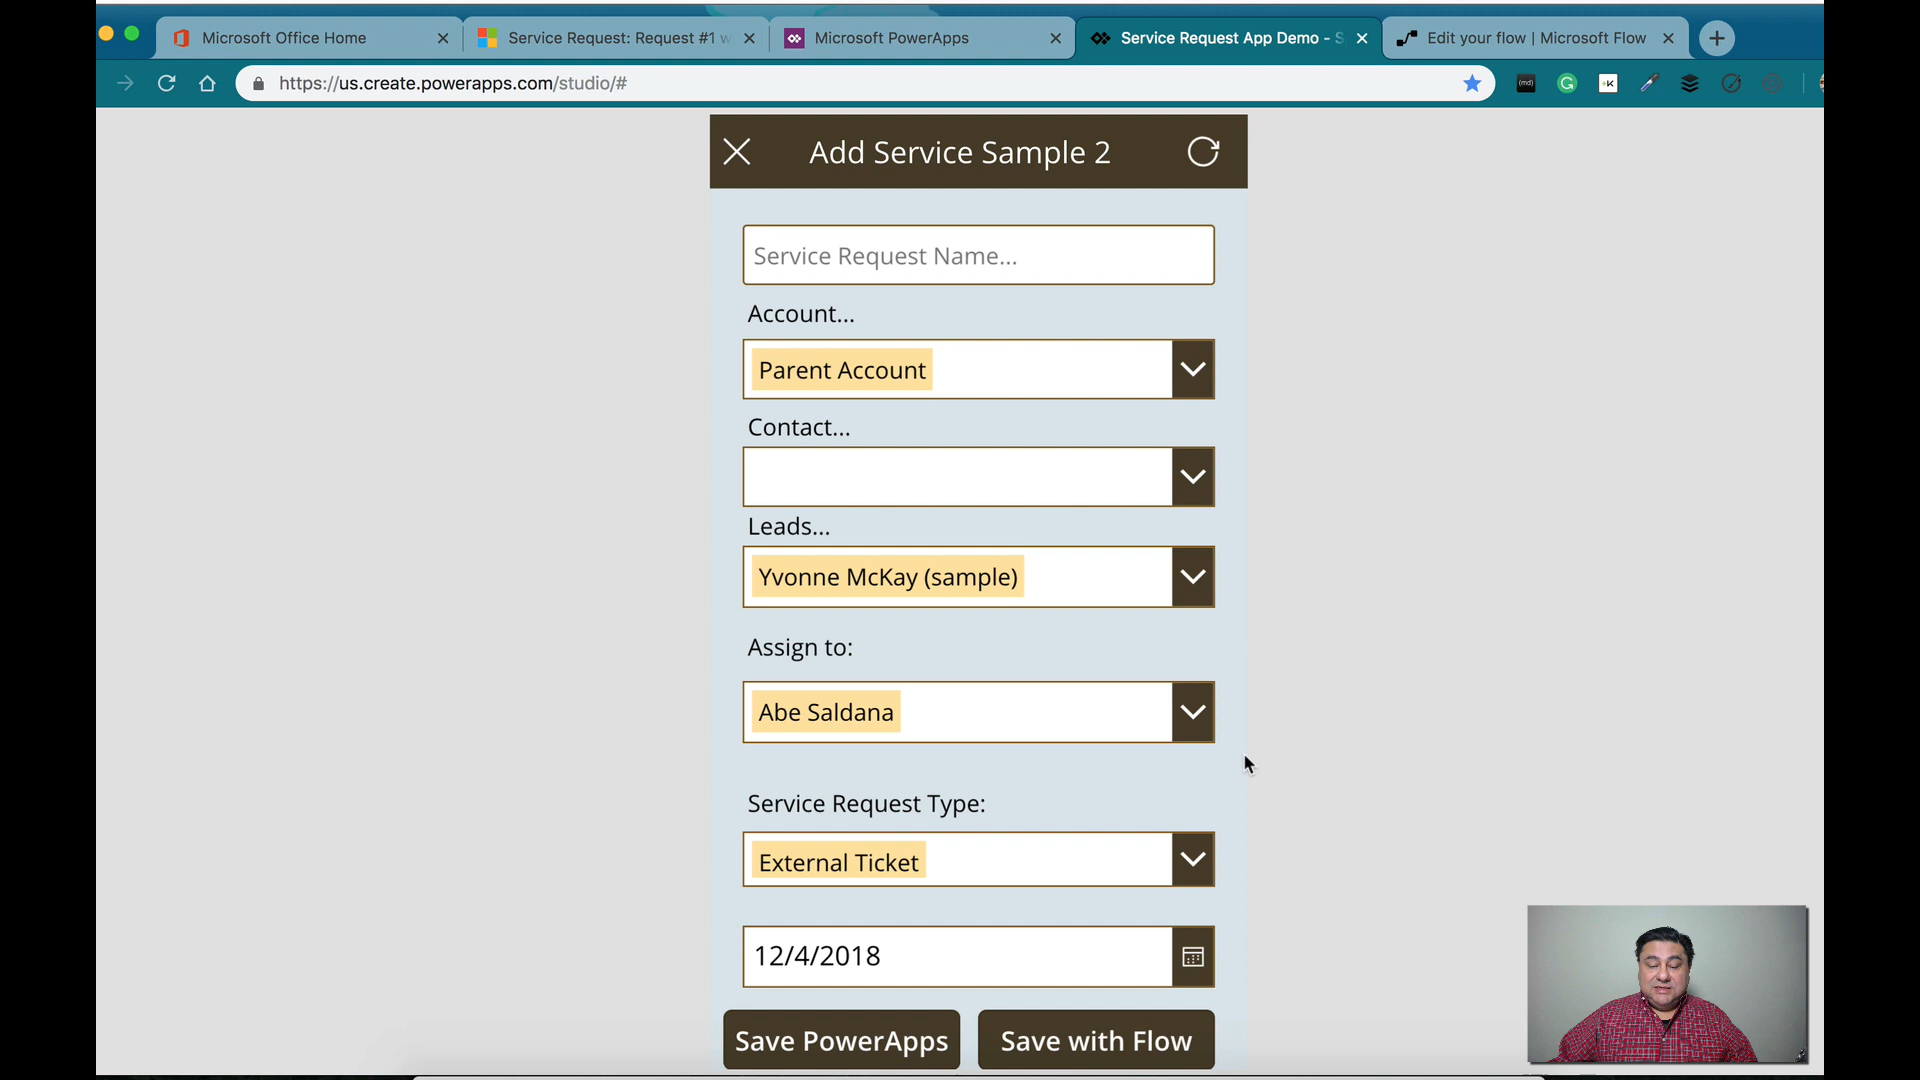 Microsoft Office Home
Service Request: Request #1 w
Microsoft PowerApps
Service Request App Demo - S
Edit your flow | Microsoft Flow
https://us.create.powerapps.com/studio/#
Add Service Sample 2
Service Request Name...
Account...
Parent Account
Contact...
Leads...
Yvonne McKay (sample)
Assign to:
Abe Saldana
Service Request Type:
External Ticket
12/4/2018
Save PowerApps
Save with Flow